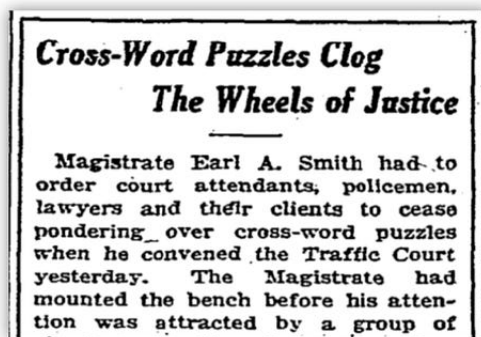 Cross-Word Puzzles Clog
The Wheels of Justice
Magistrate Earl A. Smith had to
order court attendants, policemen,
lawyers and their clients to cease
pondering over cross-word puzzles
when he convened the Traffic Court
yesterday. The Magistrate had
mounted the bench before his atten-
tion was attracted by a group of